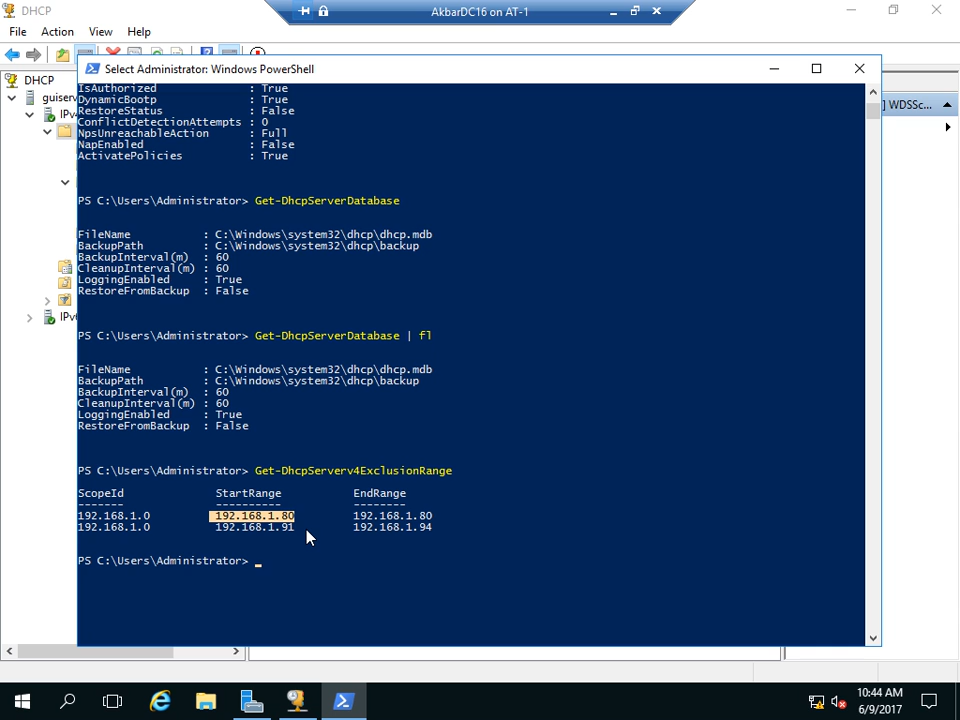 DHCP
AkbarDC16 on AT-1
File Action View Help
Select Administrator: Windows PowerShell
DHCP
guiserv
IPv4
IPv6
] WDSSc...
IsAuthorized : True
DynamicBootp : True
RestoreStatus : False
ConflictDetectionAttempts : 0
NpsUnreachableAction : Full
NapEnabled : False
ActivatePolicies : True
PS C:\Users\Administrator> Get-DhcpServerDatabase
FileName : C:\Windows\system32\dhcp\dhcp.mdb
BackupPath : C:\Windows\system32\dhcp\backup
BackupInterval(m) : 60
CleanupInterval(m) : 60
LoggingEnabled : True
RestoreFromBackup : False
PS C:\Users\Administrator> Get-DhcpServerDatabase | fl
FileName : C:\Windows\system32\dhcp\dhcp.mdb
BackupPath : C:\Windows\system32\dhcp\backup
BackupInterval(m) : 60
CleanupInterval(m) : 60
LoggingEnabled : True
RestoreFromBackup : False
PS C:\Users\Administrator> Get-DhcpServerv4ExclusionRange
ScopeId StartRange EndRange
------- ---------- --------
192.168.1.0 192.168.1.80 192.168.1.80
192.168.1.0 192.168.1.91 192.168.1.94
PS C:\Users\Administrator> _
10:44 AM
6/9/2017